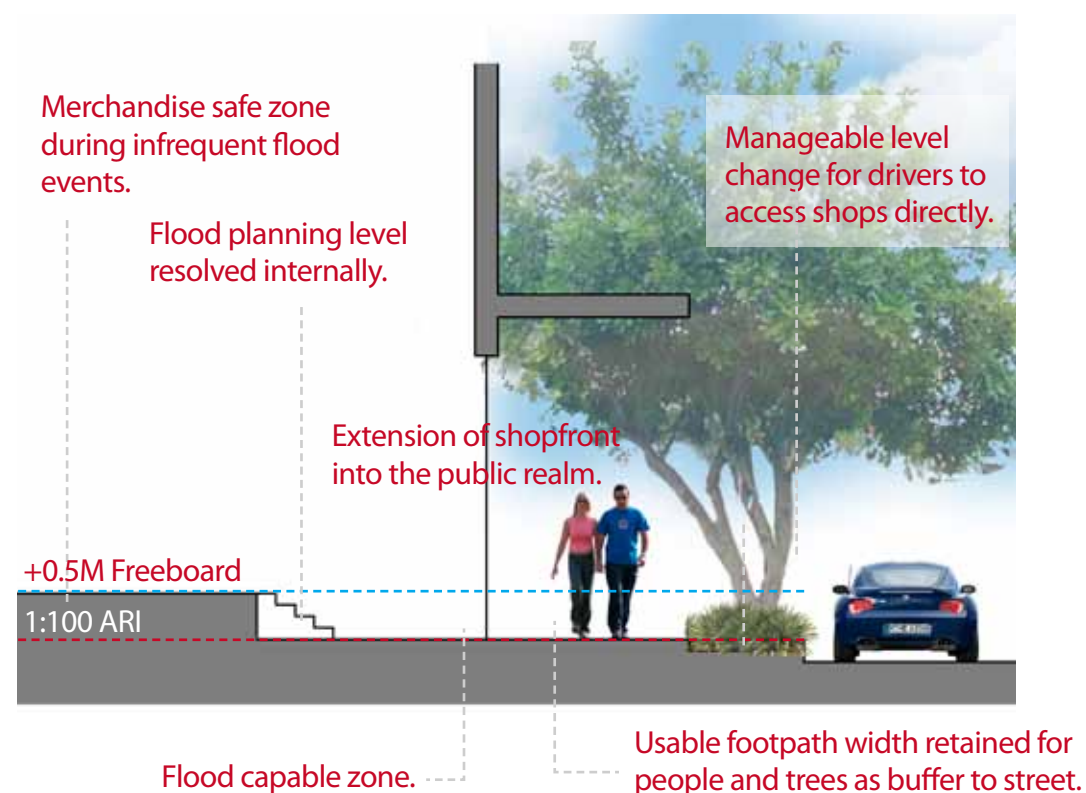 Merchandise safe zone
during infrequent flood
events.
Flood planning level
resolved internally.
Manageable level
change for drivers to
access shops directly.
Extension of shopfront
into the public realm.
+0.5M Freeboard
1:100 ARI
Flood capable zone.
Usable footpath width retained for
people and trees as buffer to street.